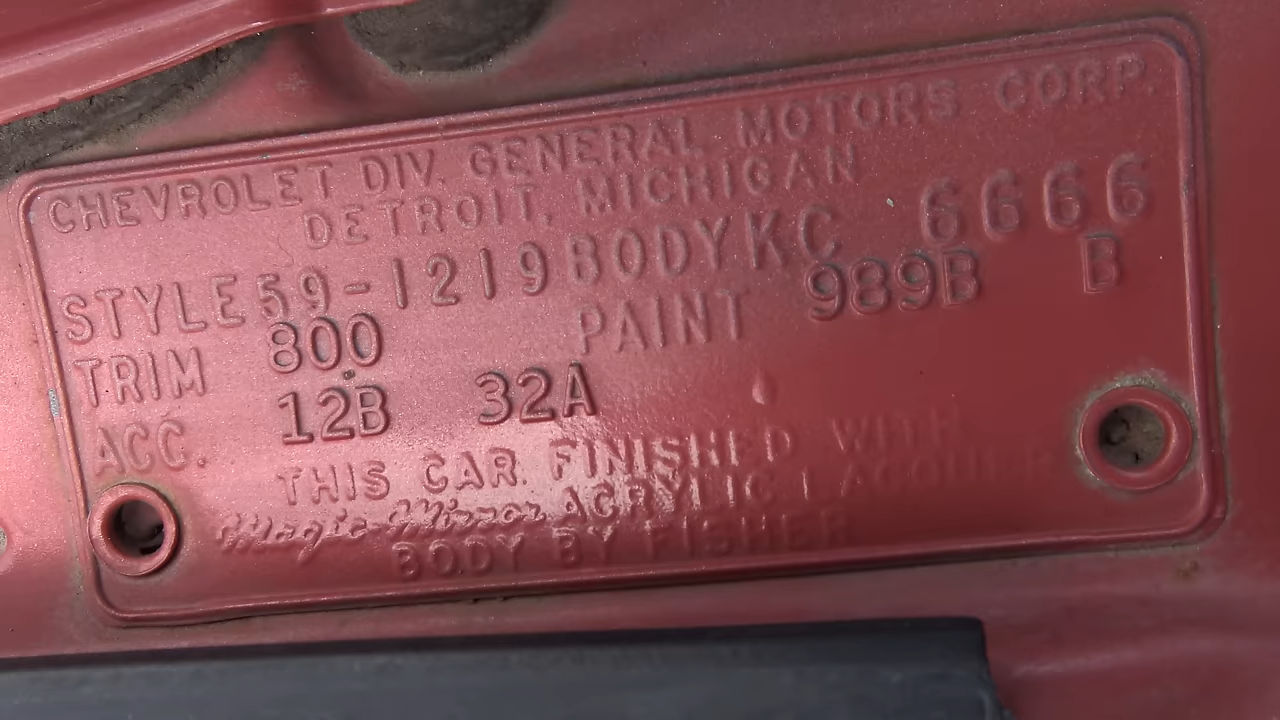 CHEVROLET DIV. GENERAL MOTORS CORP.
DETROIT, MICHIGAN
STYLE 59-1219 BODY KC 6666
TRIM 800 PAINT 989B B
ACC. 12B 32A
THIS CAR FINISHED WITH
Magic-Mirror ACRYLIC LACQUER
BODY BY FISHER